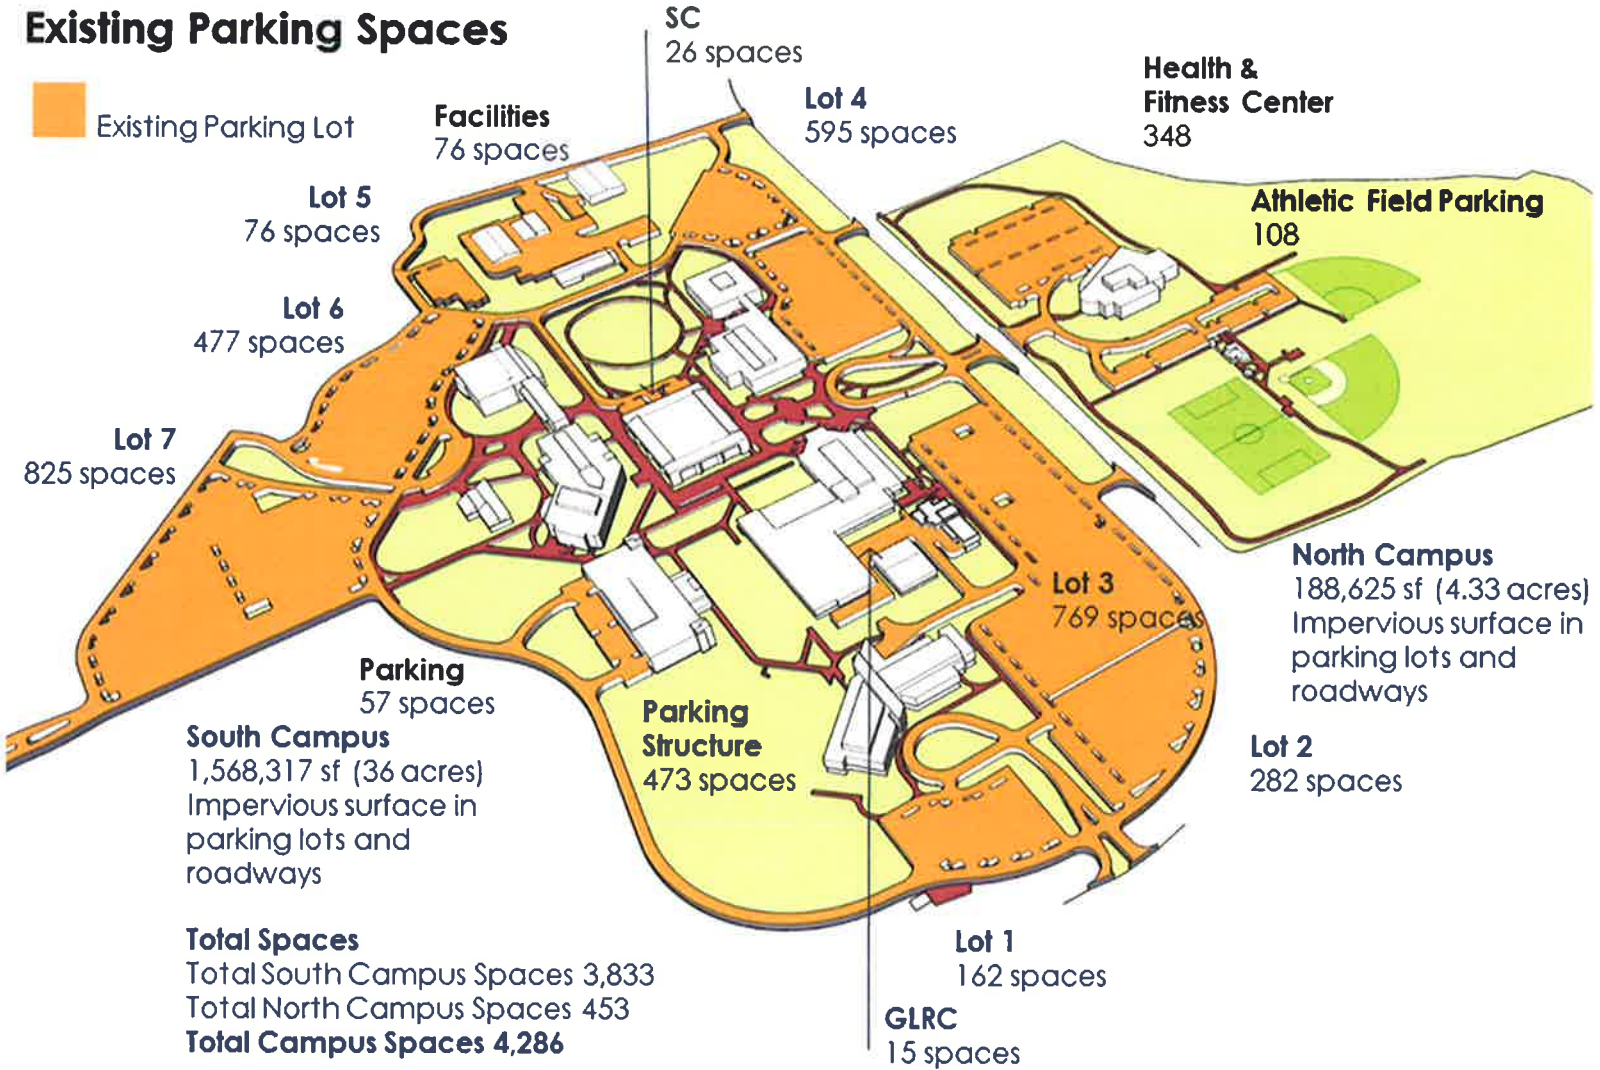 Existing Parking Spaces
Existing Parking Lot
SC
26 spaces
Facilities
76 spaces
Lot 4
595 spaces
Health &
Fitness Center
348
Lot 5
76 spaces
Athletic Field Parking
108
Lot 6
477 spaces
Lot 7
825 spaces
North Campus
188,625 sf (4.33 acres)
Impervious surface in
parking lots and
roadways
Lot 3
769 spaces
Parking
57 spaces
Parking
Structure
473 spaces
South Campus
1,568,317 sf (36 acres)
Impervious surface in
parking lots and
roadways
Lot 2
282 spaces
Total Spaces
Total South Campus Spaces 3,833
Total North Campus Spaces 453
Total Campus Spaces 4,286
Lot 1
162 spaces
GLRC
15 spaces